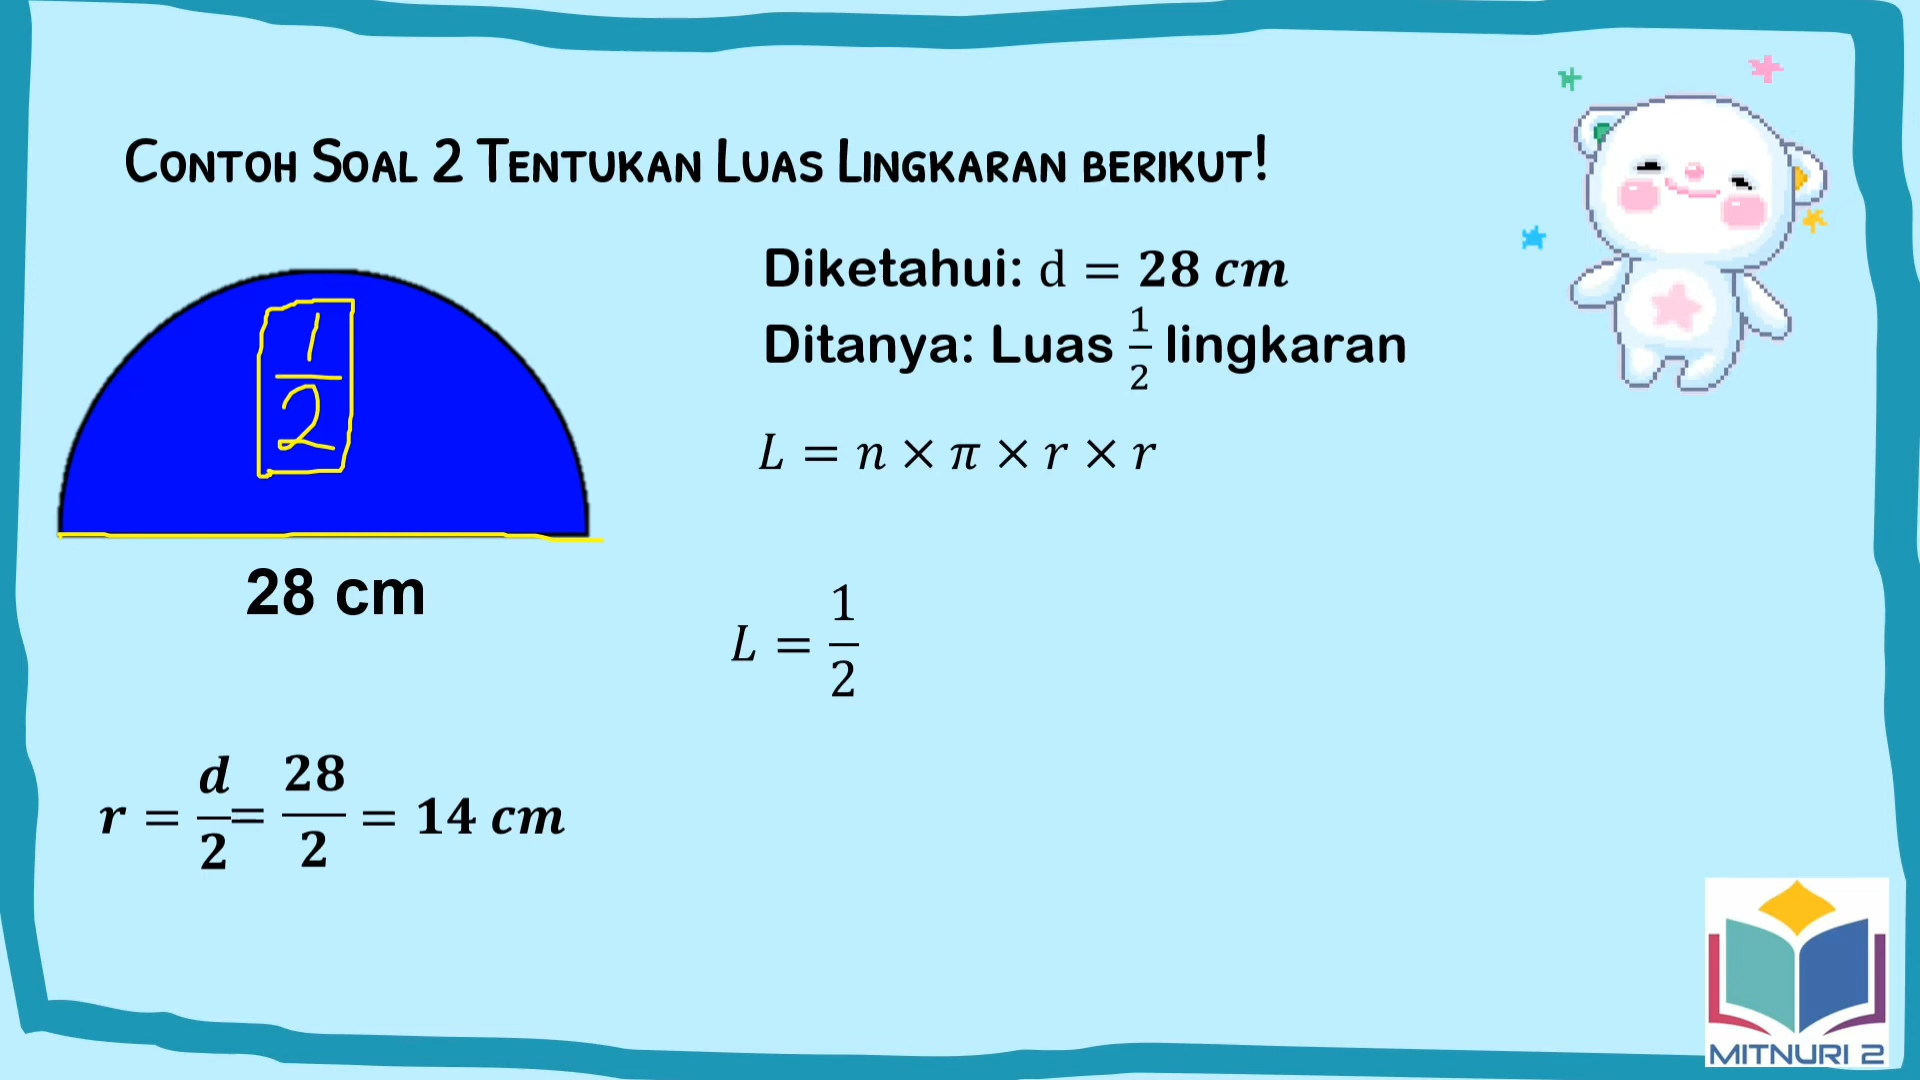 Contoh Soal 2 Tentukan Luas Lingkaran berikut!
1/2
28 cm
r = d/2 = 28/2 = 14 cm
Diketahui: d = 28 cm
Ditanya: Luas 1/2 lingkaran
L = n × π × r × r
L = 1/2
MITNURI 2